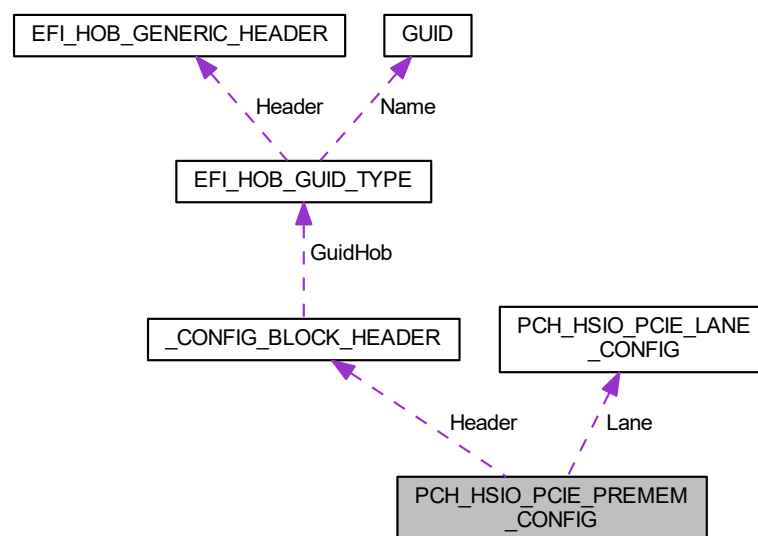 EFI_HOB_GENERIC_HEADER
GUID
Header
Name
EFI_HOB_GUID_TYPE
GuidHob
_CONFIG_BLOCK_HEADER
PCH_HSIO_PCIE_LANE
_CONFIG
Header
Lane
PCH_HSIO_PCIE_PREMEM
_CONFIG